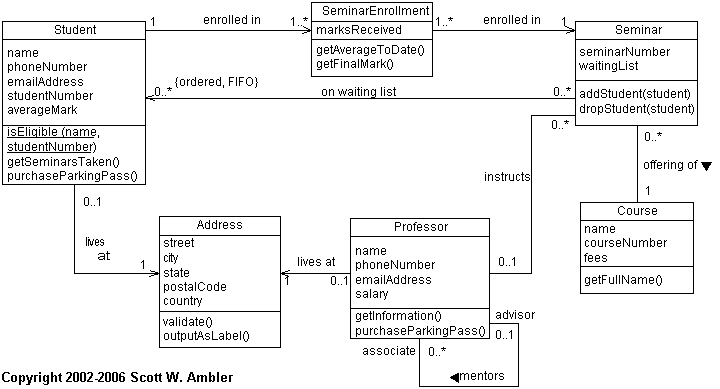 Student
name
phoneNumber
emailAddress
studentNumber
averageMark
isEligible (name,
studentNumber)
getSeminarsTaken()
purchaseParkingPass()
1
enrolled in
1..*
SeminarEnrollment
marksReceived
getAverageToDate()
getFinalMark()
1..*
enrolled in
1
Seminar
seminarNumber
waitingList
addStudent(student)
dropStudent(student)
{ordered, FIFO}
0..*
on waiting list
0..*
0..*
0..*
instructs
offering of
1
Course
name
courseNumber
fees
getFullName()
0..1
lives
at
1
Address
street
city
state
postalCode
country
validate()
outputAsLabel()
1
lives at
0..1
Professor
name
phoneNumber
emailAddress
salary
getInformation()
purchaseParkingPass()
0..1
advisor
0..1
associate
0..*
mentors
Copyright 2002-2006 Scott W. Ambler